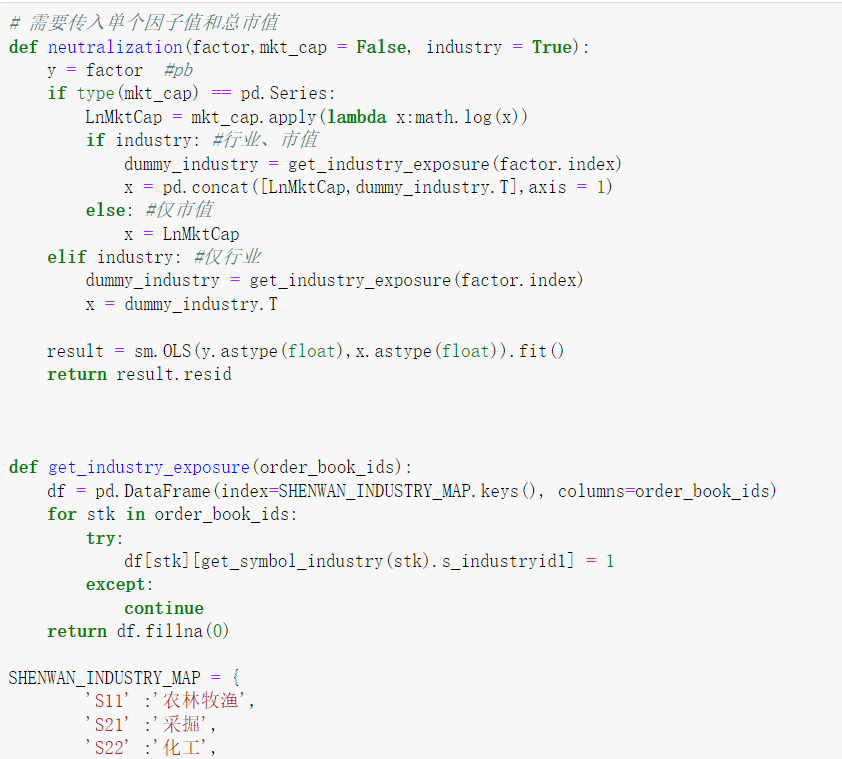 # 需要传入单个因子值和总市值
def neutralization(factor,mkt_cap = False, industry = True):
    y = factor  #pb
    if type(mkt_cap) == pd.Series:
        LnMktCap = mkt_cap.apply(lambda x:math.log(x))
        if industry: #行业、市值
            dummy_industry = get_industry_exposure(factor.index)
            x = pd.concat([LnMktCap,dummy_industry.T],axis = 1)
        else: #仅市值
            x = LnMktCap
    elif industry: #仅行业
        dummy_industry = get_industry_exposure(factor.index)
        x = dummy_industry.T
    result = sm.OLS(y.astype(float),x.astype(float)).fit()
    return result.resid
def get_industry_exposure(order_book_ids):
    df = pd.DataFrame(index=SHENWAN_INDUSTRY_MAP.keys(), columns=order_book_ids)
    for stk in order_book_ids:
        try:
            df[stk][get_symbol_industry(stk).s_industryid1] = 1
        except:
            continue
    return df.fillna(0)
SHENWAN_INDUSTRY_MAP = {
        'S11' :'农林牧渔',
        'S21' :'采掘',
        'S22' :'化工',